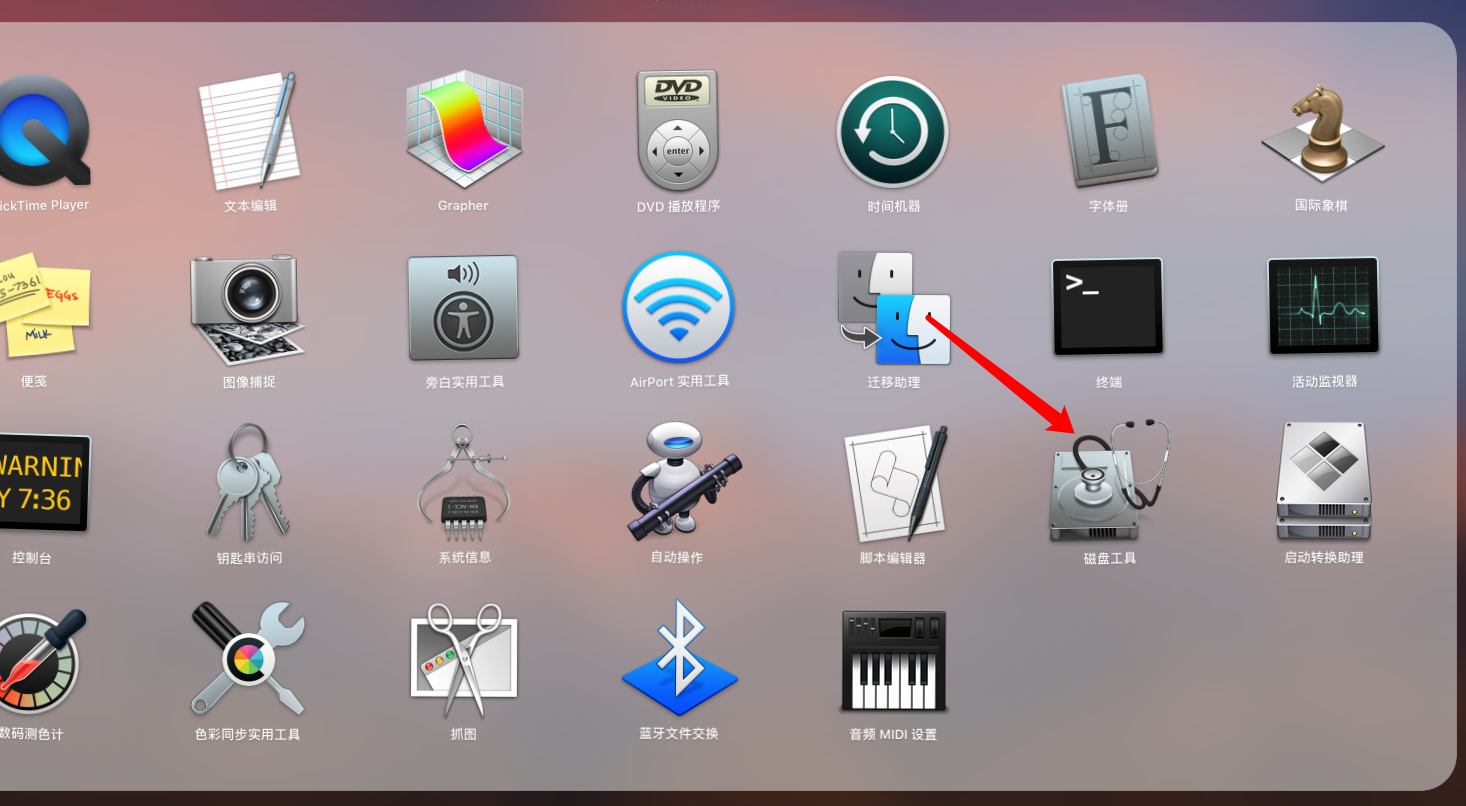 DVD
VIDEO
enter
F
ickTime Player
文本编辑
Grapher
DVD 播放程序
时间机器
字体册
国际象棋
5-7361
EGGs
MiLK
>_
便笺
图像捕捉
旁白实用工具
AirPort 实用工具
迁移助理
终端
活动监视器
WARNIN
Y 7:36
控制台
钥匙串访问
系统信息
自动操作
脚本编辑器
磁盘工具
启动转换助理
数码测色计
色彩同步实用工具
抓图
蓝牙文件交换
音频 MIDI 设置